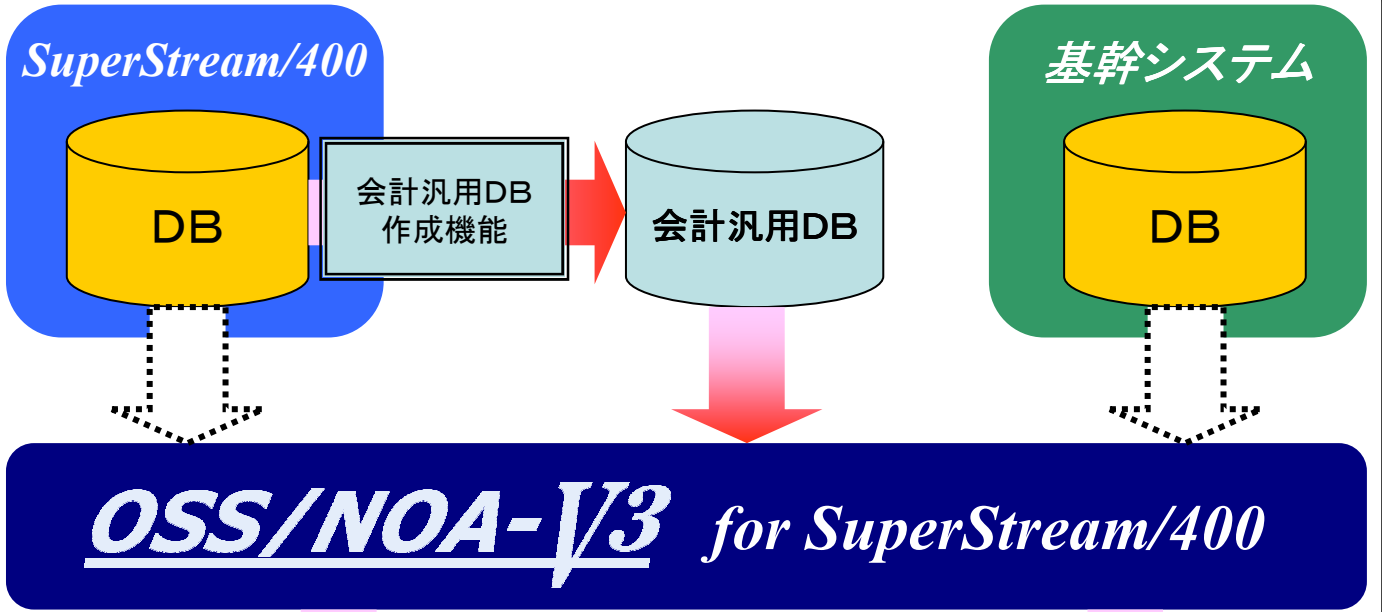 SuperStream/400
基幹システム
DB
会計汎用DB
作成機能
会計汎用DB
DB
OSS/NOA-V3 for SuperStream/400